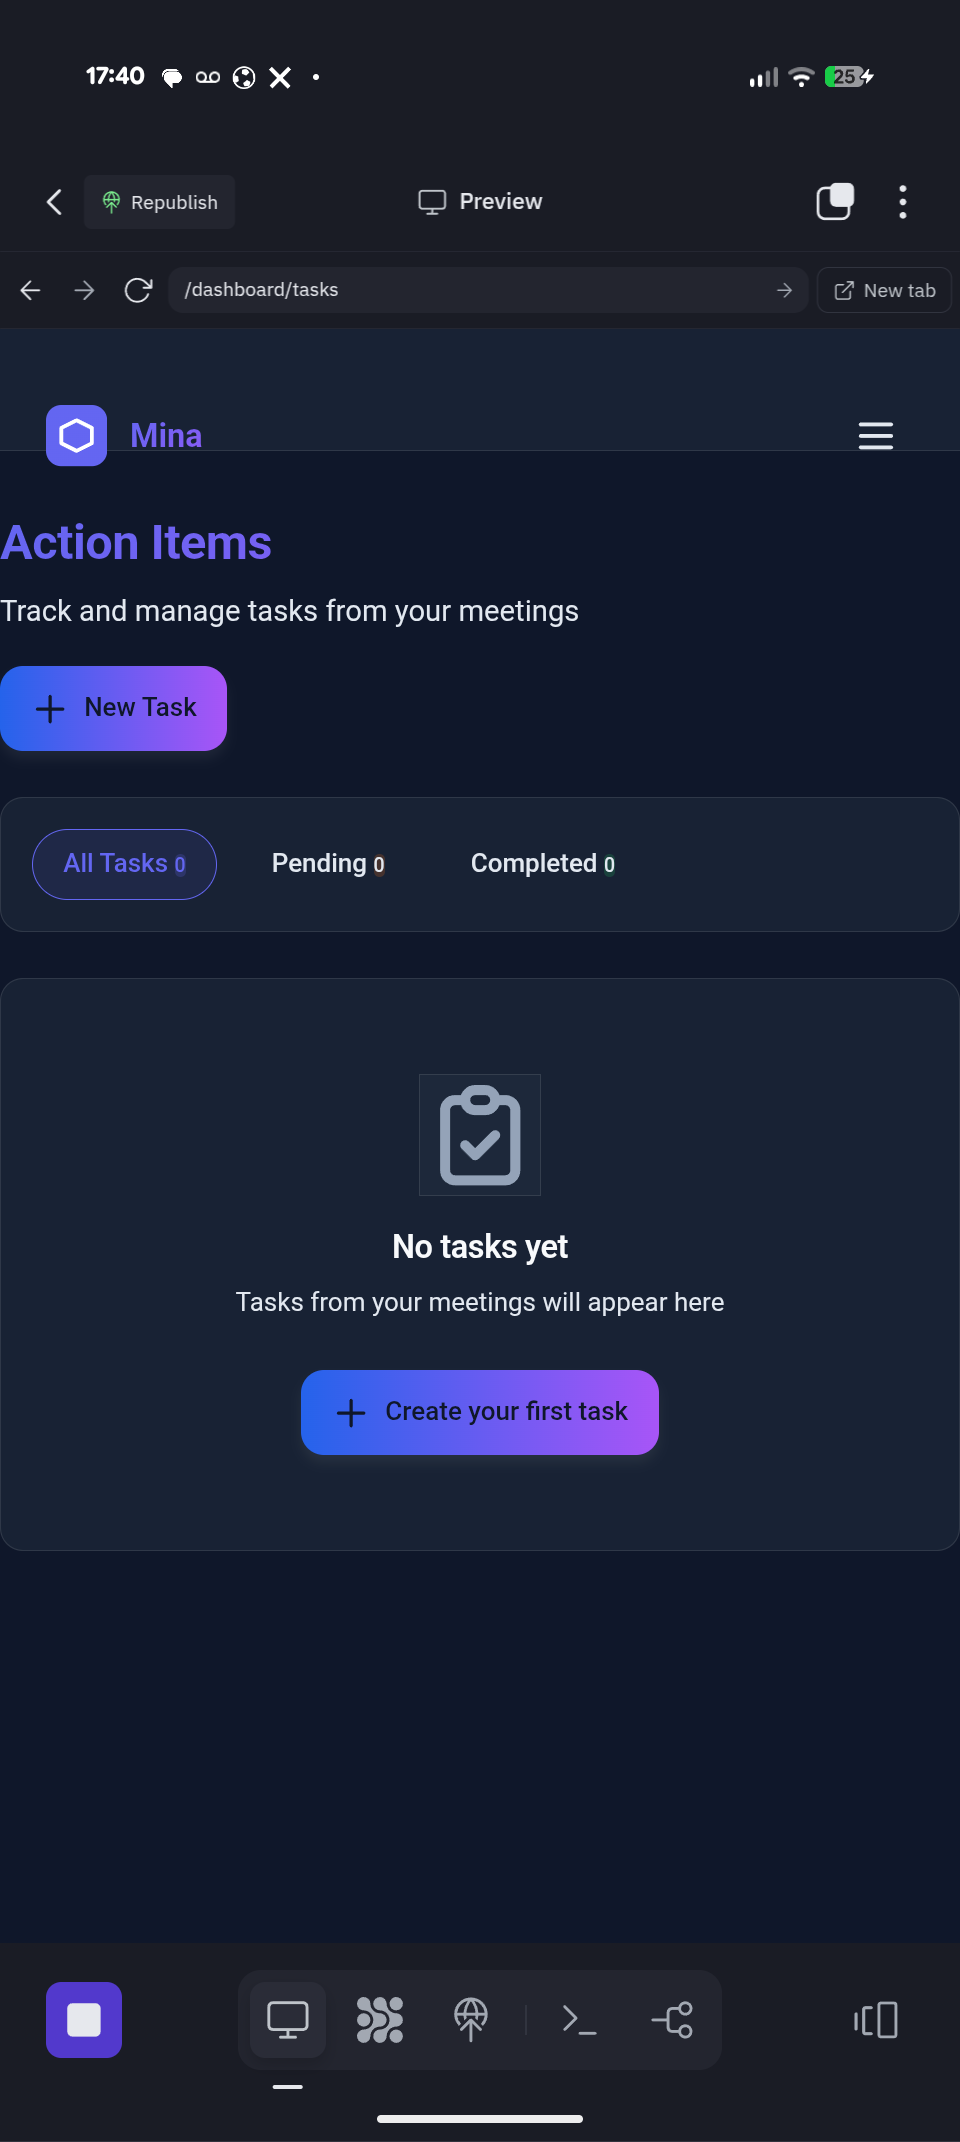 17:40
25
Republish
Preview
/dashboard/tasks
New tab
Mina
Action Items
Track and manage tasks from your meetings
New Task
All Tasks 0
Pending 0
Completed 0
No tasks yet
Tasks from your meetings will appear here
Create your first task